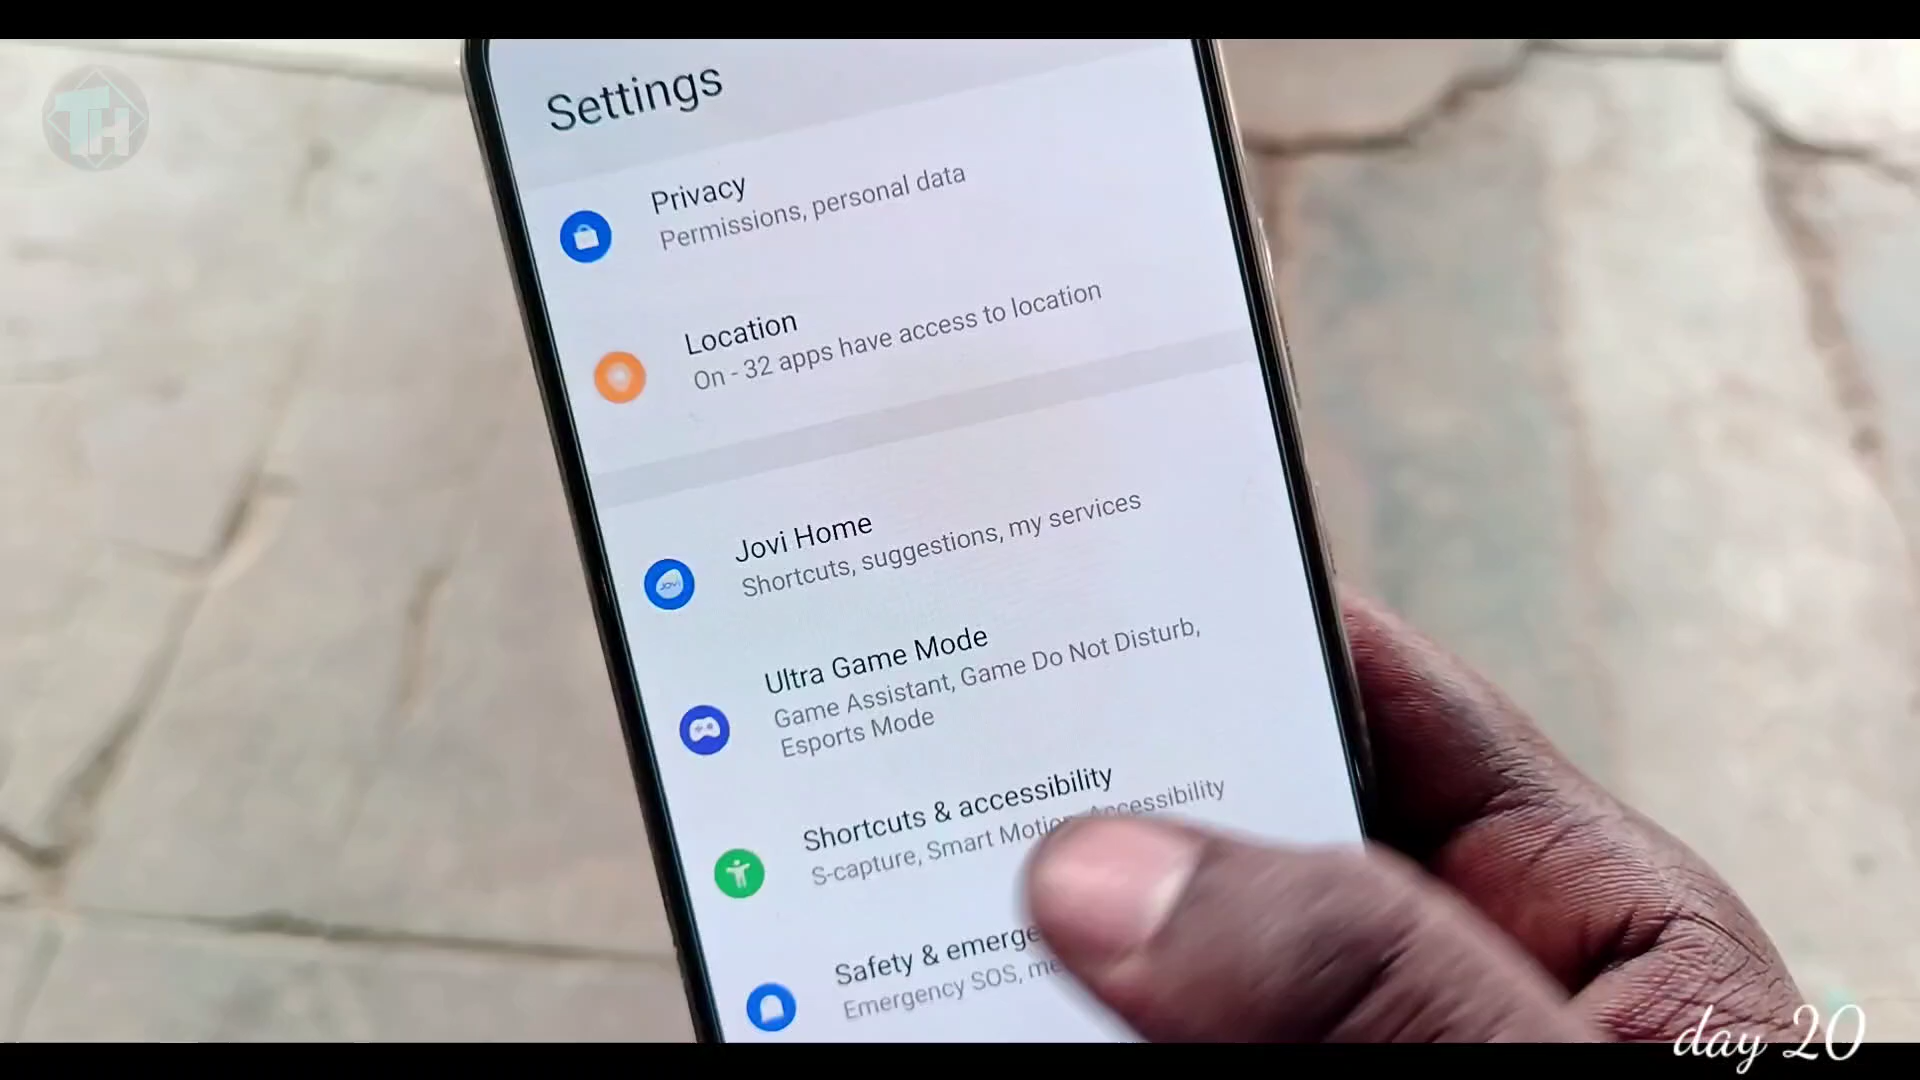 TH
Settings
Privacy
Permissions, personal data
Location
On - 32 apps have access to location
Jovi Home
Shortcuts, suggestions, my services
JOVI
Ultra Game Mode
Game Assistant, Game Do Not Disturb,
Esports Mode
Shortcuts & accessibility
S-capture, Smart Motion, Accessibility
Safety &
Emergency SOS,
day 20